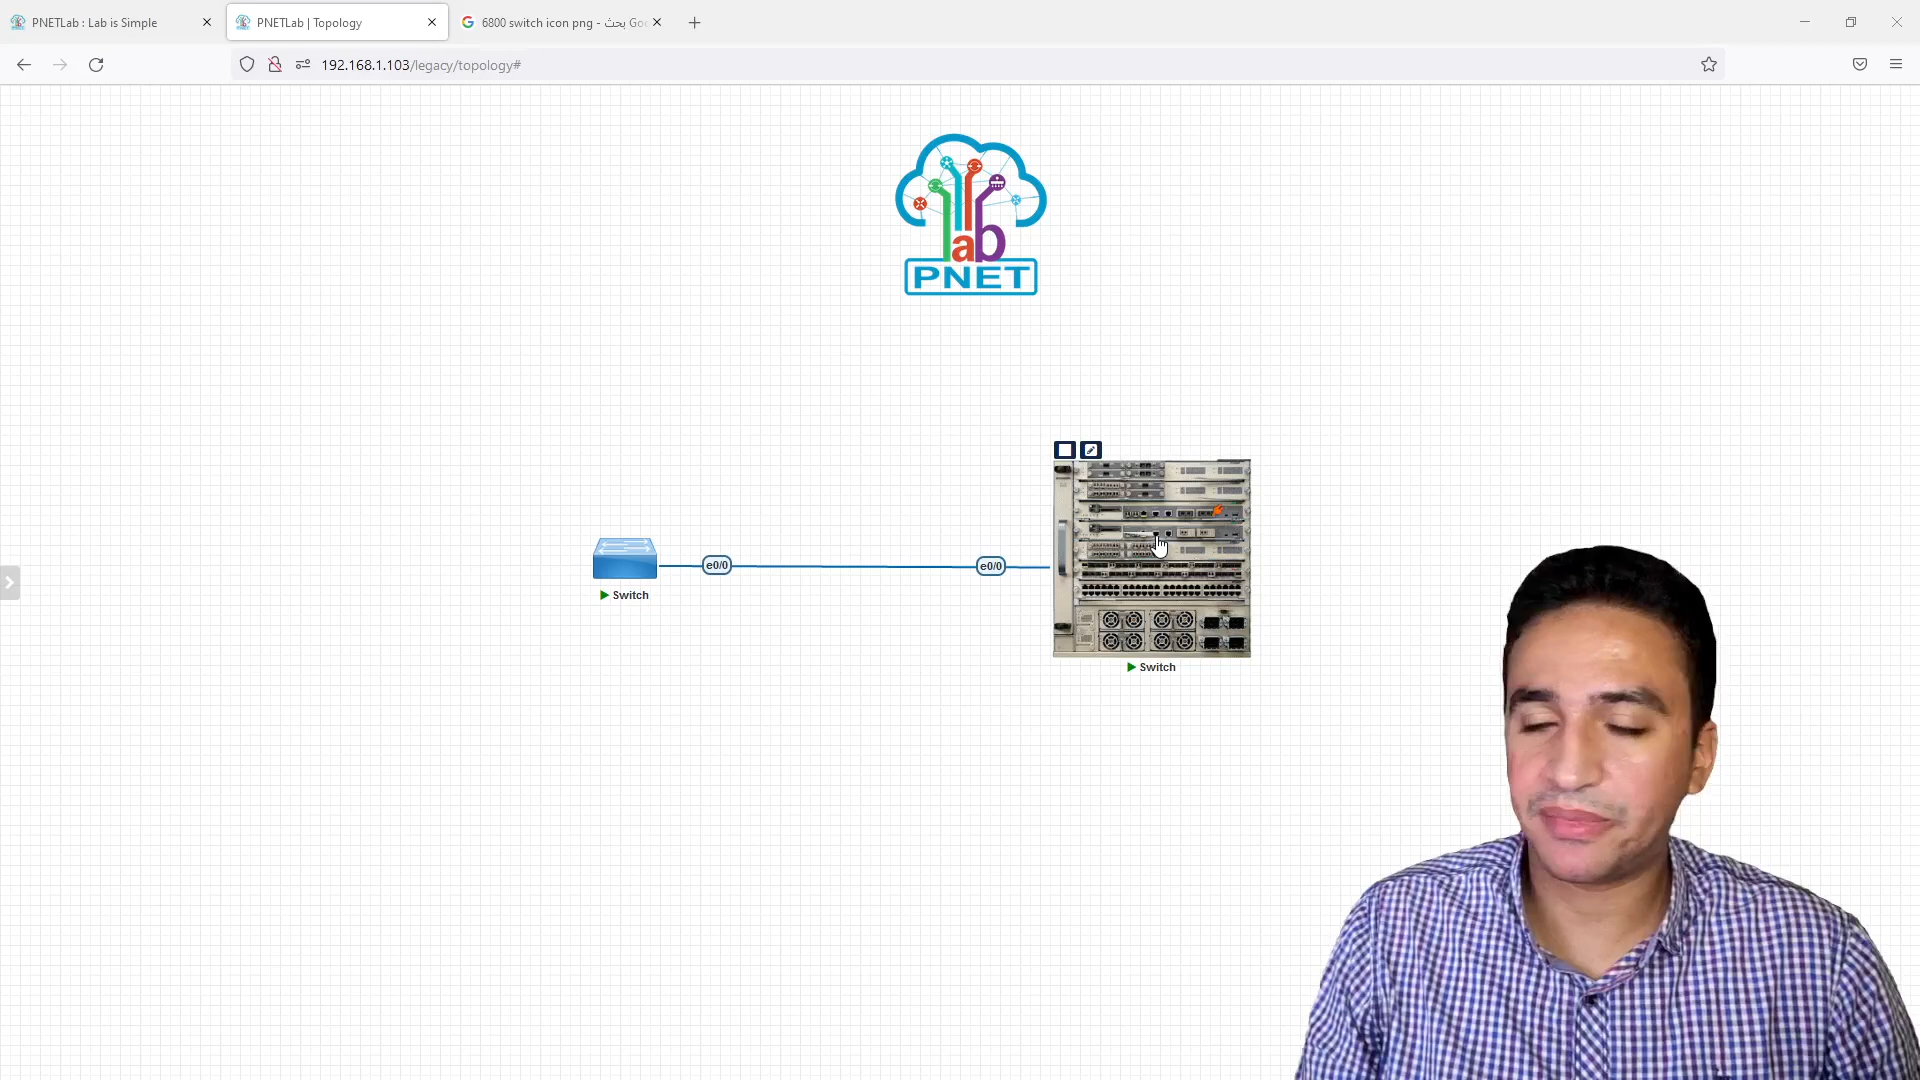 PNETLab : Lab is Simple
PNETLab | Topology
6800 switch icon png - بحث Goo
192.168.1.103/legacy/topology#
lab
PNET
e0/0
e0/0
Switch
Switch